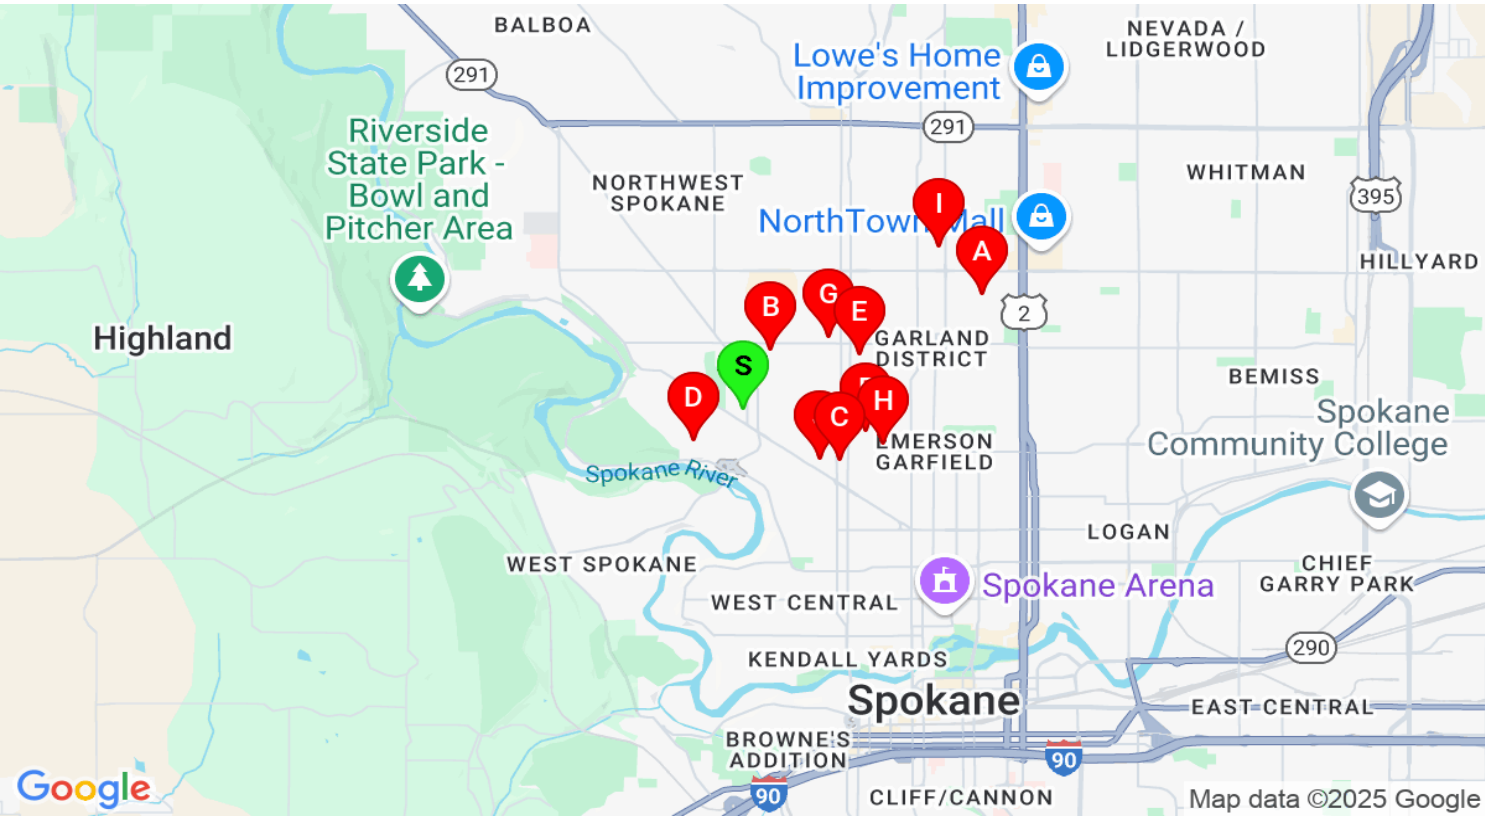 BALBOA
NEVADA /
LIDGERWOOD
Lowe's Home
Improvement
291
291
Riverside
State Park -
Bowl and
Pitcher Area
NORTHWEST
SPOKANE
WHITMAN
395
I
NorthTown Mall
A
HILLYARD
B
G
E
2
Highland
GARLAND
DISTRICT
S
D
C
H
BEMISS
Spokane
Community College
EMERSON
GARFIELD
Spokane River
LOGAN
WEST SPOKANE
CHIEF
GARRY PARK
Spokane Arena
WEST CENTRAL
290
KENDALL YARDS
Spokane
EAST CENTRAL
BROWNE'S
ADDITION
90
90
CLIFF/CANNON
Google
Map data ©2025 Google